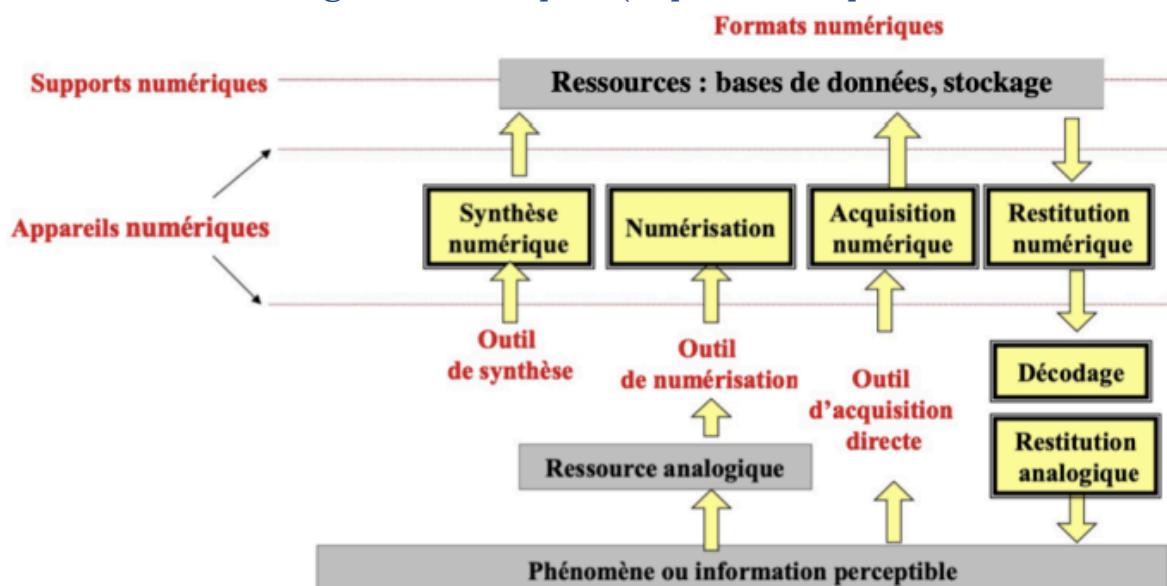 Formats numériques
Supports numériques
Ressources : bases de données, stockage
Appareils numériques
Synthèse
numérique
Numérisation
Acquisition
numérique
Restitution
numérique
Outil
de synthèse
Outil
de numérisation
Outil
d'acquisition
directe
Décodage
Ressource analogique
Restitution
analogique
Phénomène ou information perceptible